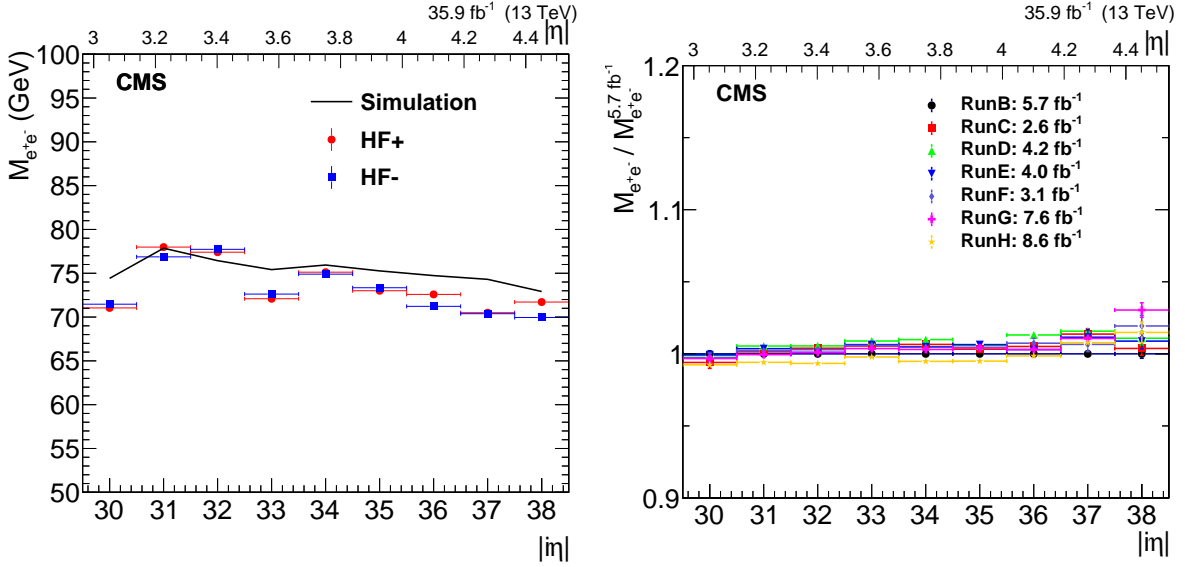 35.9 fb⁻¹ (13 TeV)
3 3.2 3.4 3.6 3.8 4 4.2 4.4 |η|
CMS
Simulation
HF+
HF-
M_{e⁺e⁻} (GeV)
100
95
90
85
80
75
70
65
60
55
50
30 31 32 33 34 35 36 37 38
|iη|
35.9 fb⁻¹ (13 TeV)
|η|
3 3.2 3.4 3.6 3.8 4 4.2 4.4
CMS
RunB: 5.7 fb⁻¹
RunC: 2.6 fb⁻¹
RunD: 4.2 fb⁻¹
RunE: 4.0 fb⁻¹
RunF: 3.1 fb⁻¹
RunG: 7.6 fb⁻¹
RunH: 8.6 fb⁻¹
M_{e⁺e⁻} / M_{e⁺e⁻}^{5.7 fb⁻¹}
1.2
1.1
1
0.9
30 31 32 33 34 35 36 37 38
|iη|